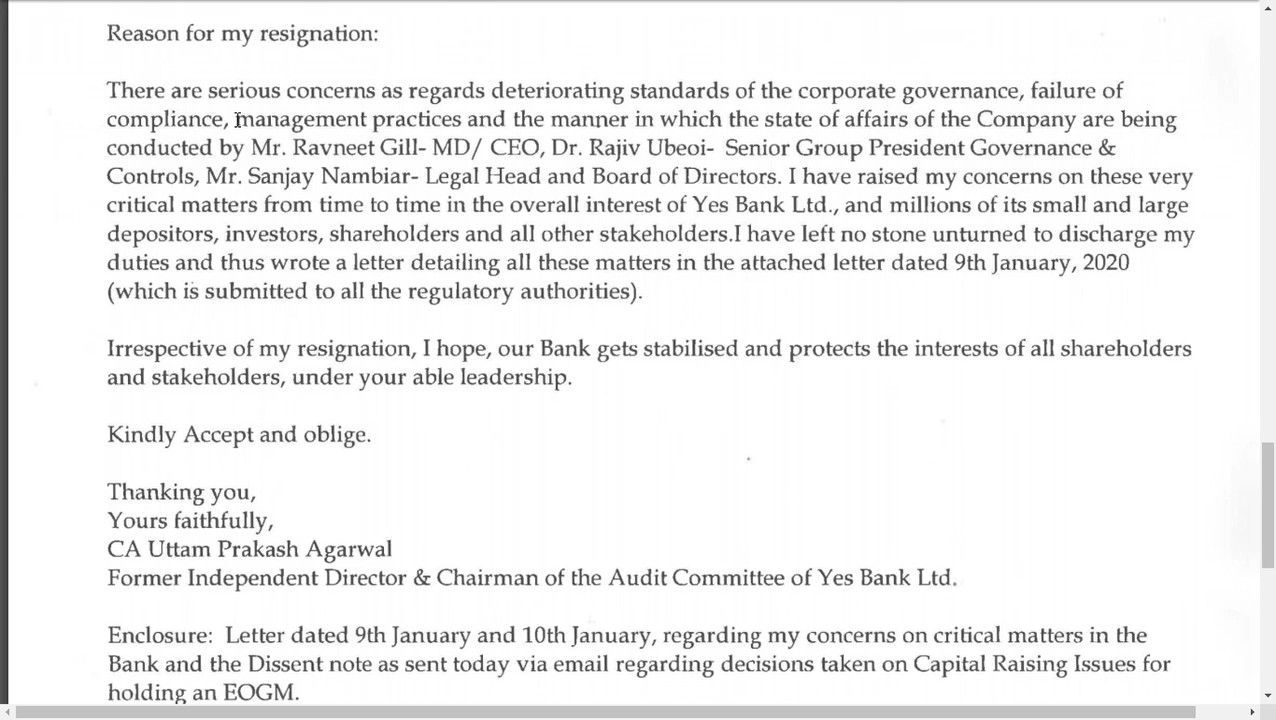 Reason for my resignation:
There are serious concerns as regards deteriorating standards of the corporate governance, failure of
compliance, management practices and the manner in which the state of affairs of the Company are being
conducted by Mr. Ravneet Gill- MD/ CEO, Dr. Rajiv Ubeoi- Senior Group President Governance &
Controls, Mr. Sanjay Nambiar- Legal Head and Board of Directors. I have raised my concerns on these very
critical matters from time to time in the overall interest of Yes Bank Ltd., and millions of its small and large
depositors, investors, shareholders and all other stakeholders.I have left no stone unturned to discharge my
duties and thus wrote a letter detailing all these matters in the attached letter dated 9th January, 2020
(which is submitted to all the regulatory authorities).
Irrespective of my resignation, I hope, our Bank gets stabilised and protects the interests of all shareholders
and stakeholders, under your able leadership.
Kindly Accept and oblige.
Thanking you,
Yours faithfully,
CA Uttam Prakash Agarwal
Former Independent Director & Chairman of the Audit Committee of Yes Bank Ltd.
Enclosure: Letter dated 9th January and 10th January, regarding my concerns on critical matters in the
Bank and the Dissent note as sent today via email regarding decisions taken on Capital Raising Issues for
holding an EOGM.